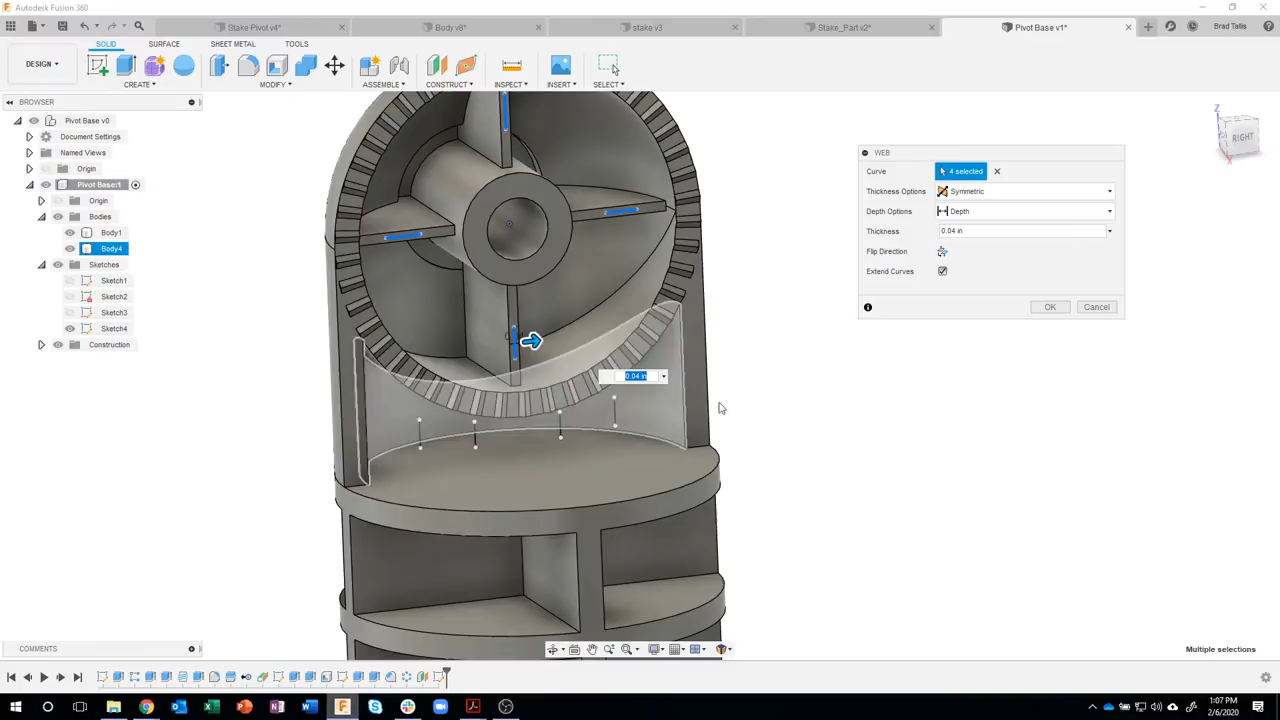 Autodesk Fusion 360
Stake Pivot v4*
Body v8*
stake v3
Stake_Part v2*
Pivot Base v1*
Brad Tallis
DESIGN
SOLID
SURFACE
SHEET METAL
TOOLS
CREATE
MODIFY
ASSEMBLE
CONSTRUCT
INSPECT
INSERT
SELECT
BROWSER
Pivot Base v0
Document Settings
Named Views
Origin
Pivot Base:1
Origin
Bodies
Body1
Body4
Sketches
Sketch1
Sketch2
Sketch3
Sketch4
Construction
WEB
Curve
4 selected
Thickness Options
Symmetric
Depth Options
Depth
Thickness
0.04 in
Flip Direction
Extend Curves
OK
Cancel
0.04 in
Z
RIGHT
COMMENTS
Multiple selections
1:07 PM
2/6/2020